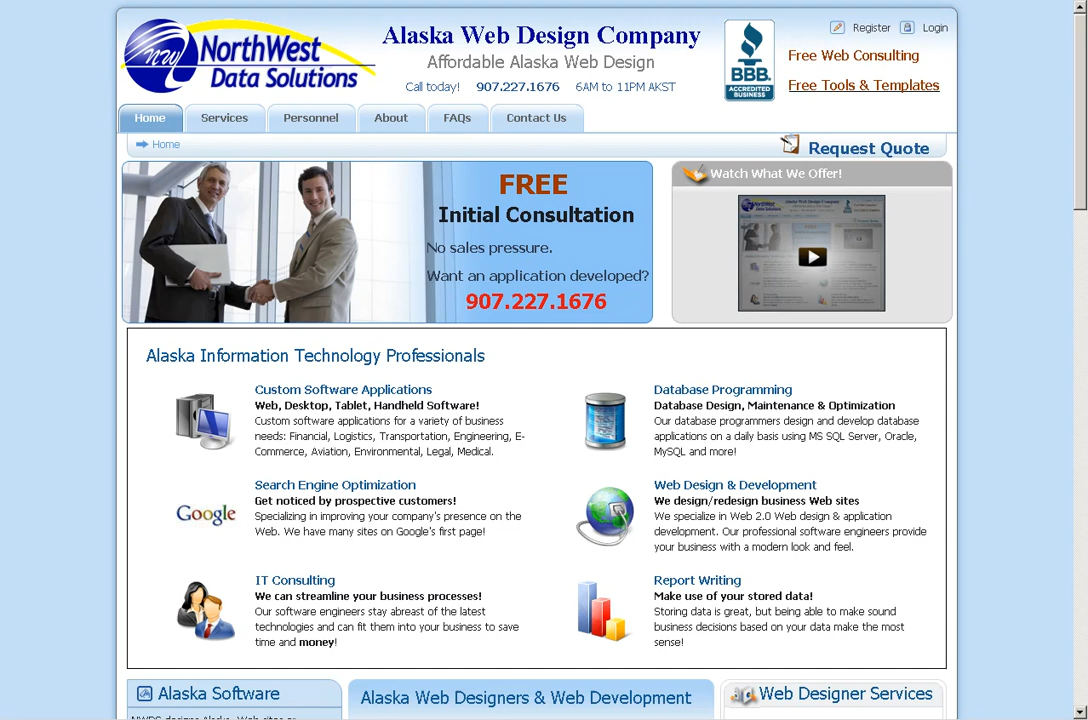 NorthWest
Data Solutions
NW
Alaska Web Design Company
Affordable Alaska Web Design
Call today! 907.227.1676 6AM to 11PM AKST
BBB.
ACCREDITED
BUSINESS
Register
Login
Free Web Consulting
Free Tools & Templates
Home
Services
Personnel
About
FAQs
Contact Us
Home
Request Quote
FREE
Initial Consultation
No sales pressure.
Want an application developed?
907.227.1676
Watch What We Offer!
Alaska Information Technology Professionals
Custom Software Applications
Web, Desktop, Tablet, Handheld Software!
Custom software applications for a variety of business
needs: Financial, Logistics, Transportation, Engineering, E-
Commerce, Aviation, Environmental, Legal, Medical.
Database Programming
Database Design, Maintenance & Optimization
Our database programmers design and develop database
applications on a daily basis using MS SQL Server, Oracle,
MySQL and more!
Google
Search Engine Optimization
Get noticed by prospective customers!
Specializing in improving your company's presence on the
Web. We have many sites on Google's first page!
Web Design & Development
We design/redesign business Web sites
We specialize in Web 2.0 Web design & application
development. Our professional software engineers provide
your business with a modern look and feel.
IT Consulting
We can streamline your business processes!
Our software engineers stay abreast of the latest
technologies and can fit them into your business to save
time and money!
Report Writing
Make use of your stored data!
Storing data is great, but being able to make sound
business decisions based on your data make the most
sense!
Alaska Software
Alaska Web Designers & Web Development
Web Designer Services